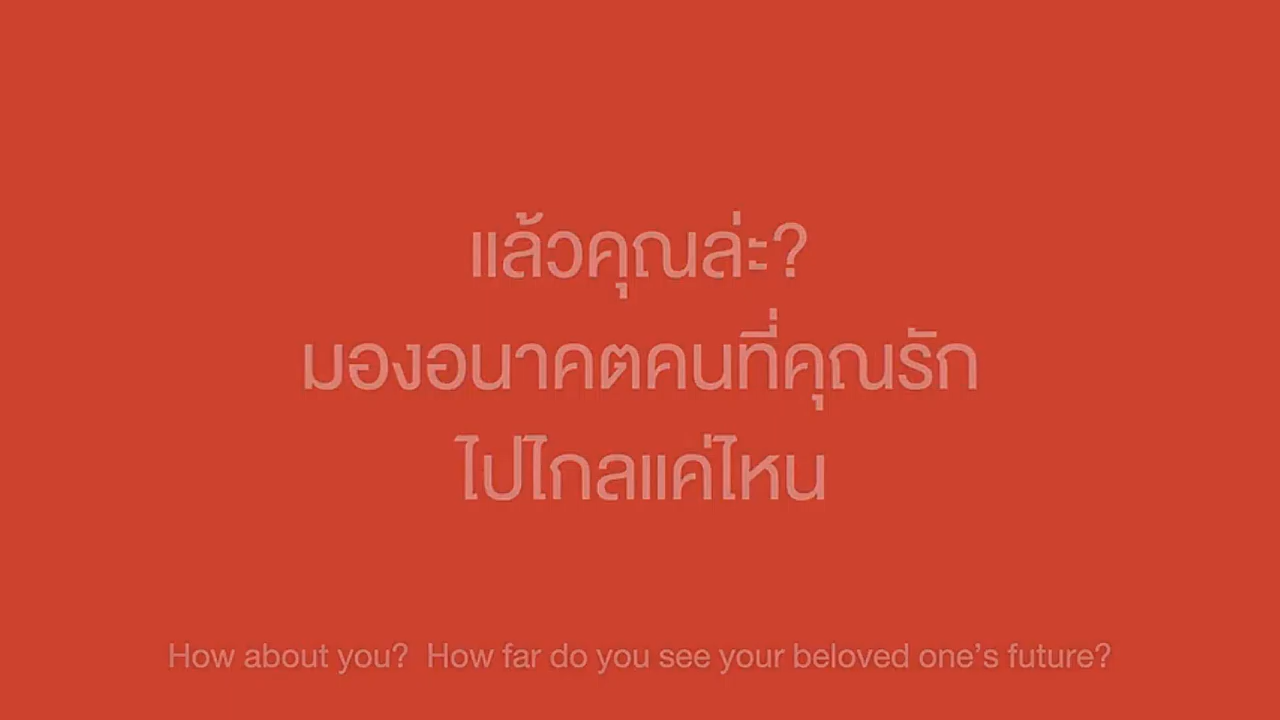 แล้วคุณล่ะ?
มองอนาคตคนที่คุณรัก
ไปไกลแค่ไหน
How about you?  How far do you see your beloved one’s future?